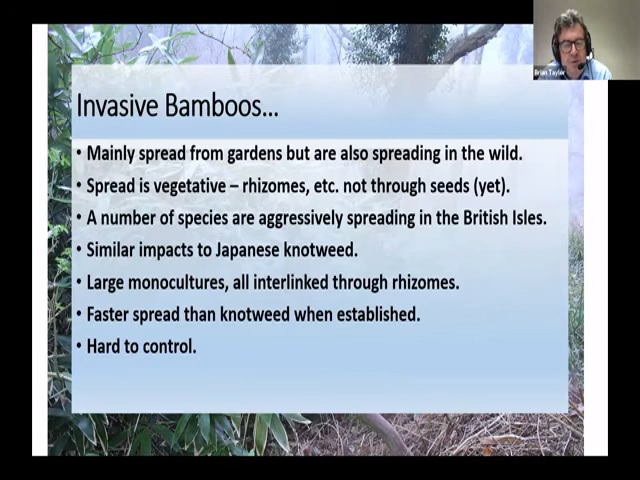 Brian Taylor
Invasive Bamboos...
• Mainly spread from gardens but are also spreading in the wild.
• Spread is vegetative – rhizomes, etc. not through seeds (yet).
• A number of species are aggressively spreading in the British Isles.
• Similar impacts to Japanese knotweed.
• Large monocultures, all interlinked through rhizomes.
• Faster spread than knotweed when established.
• Hard to control.